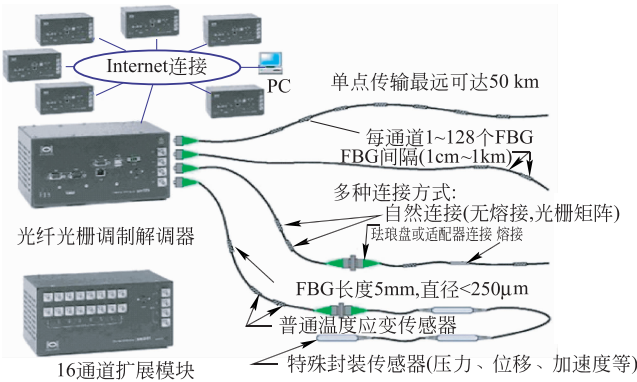 Internet连接
PC
单点传输最远可达50 km
每通道1~128个FBG
FBG间隔(1cm~1km)
多种连接方式:
自然连接(无熔接,光栅矩阵)
珐琅盘或适配器连接 熔接
光纤光栅调制解调器
FBG长度5mm,直径<250μm
普通温度应变传感器
16通道扩展模块
特殊封装传感器(压力、位移、加速度等)